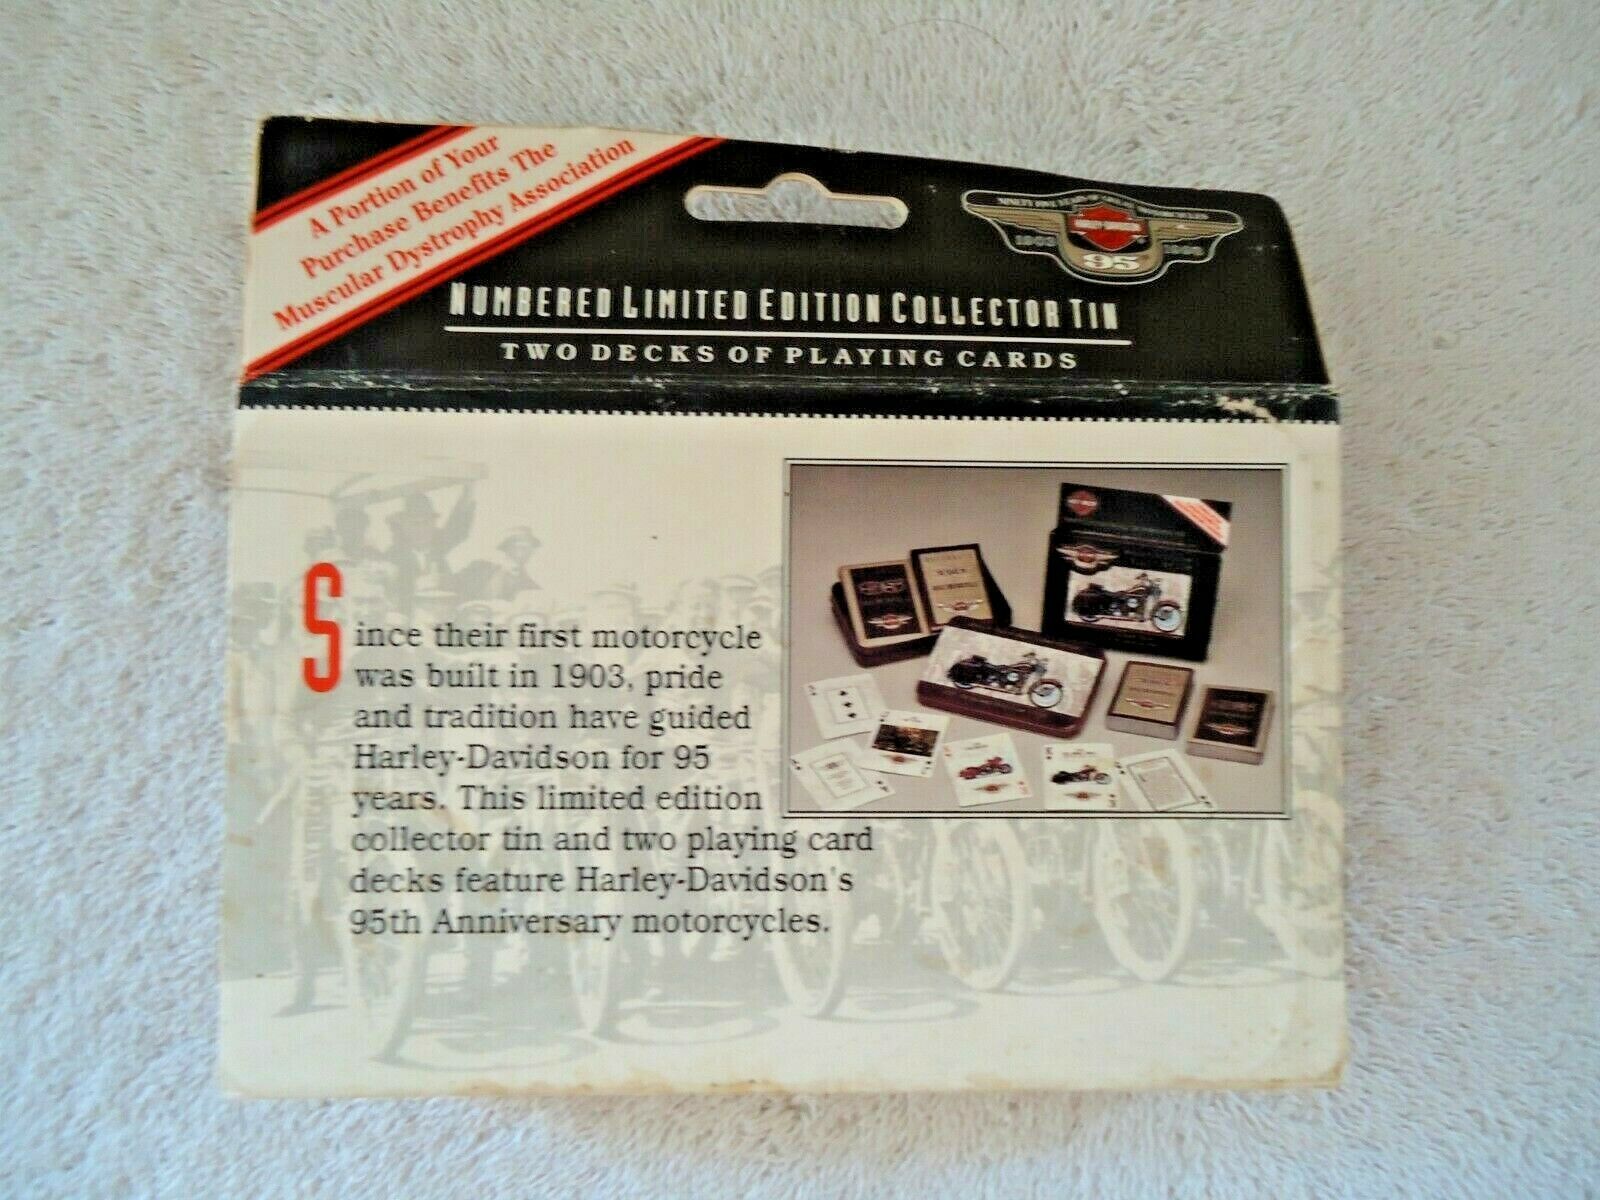 A Portion of Your
Purchase Benefits The
Muscular Dystrophy Association
1903
95
NUMBERED LIMITED EDITION COLLECTOR TIN
TWO DECKS OF PLAYING CARDS
Since their first motorcycle
was built in 1903, pride
and tradition have guided
Harley-Davidson for 95
years. This limited edition
collector tin and two playing card
decks feature Harley-Davidson's
95th Anniversary motorcycles.